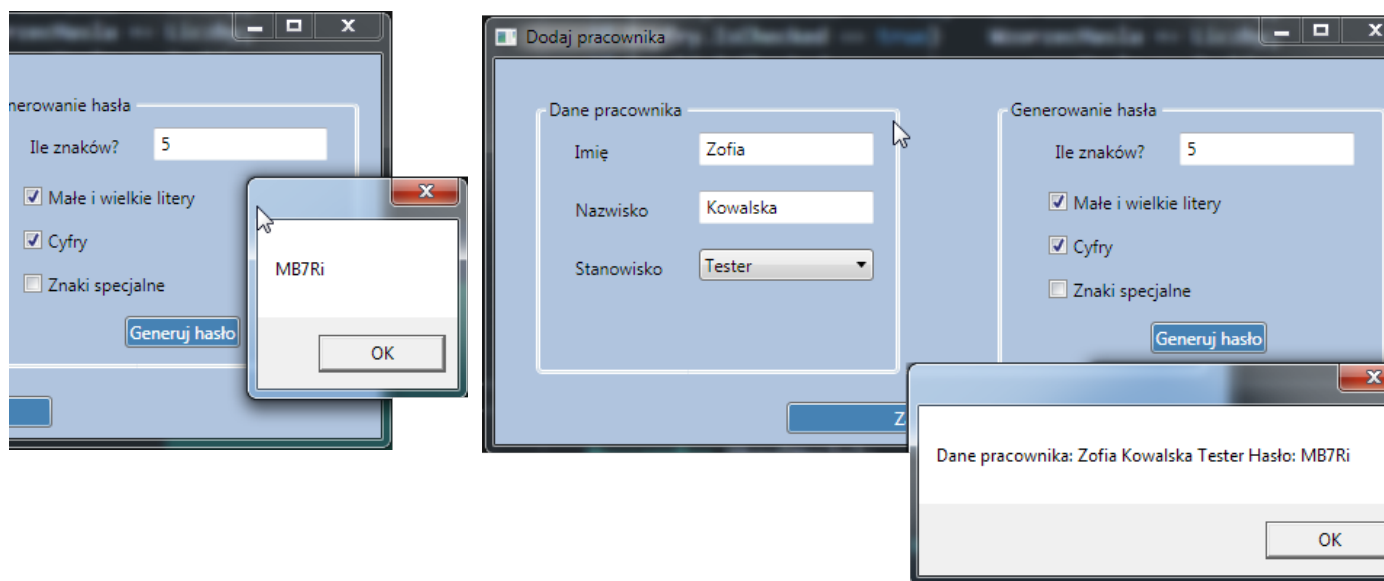 nerowanie hasła
Ile znaków? 5
Małe i wielkie litery
Cyfry
Znaki specjalne
Generuj hasło
MB7Ri
OK
Dodaj pracownika
Dane pracownika
Imię Zofia
Nazwisko Kowalska
Stanowisko Tester
Generowanie hasła
Ile znaków? 5
Małe i wielkie litery
Cyfry
Znaki specjalne
Generuj hasło
Z
Dane pracownika: Zofia Kowalska Tester Hasło: MB7Ri
OK